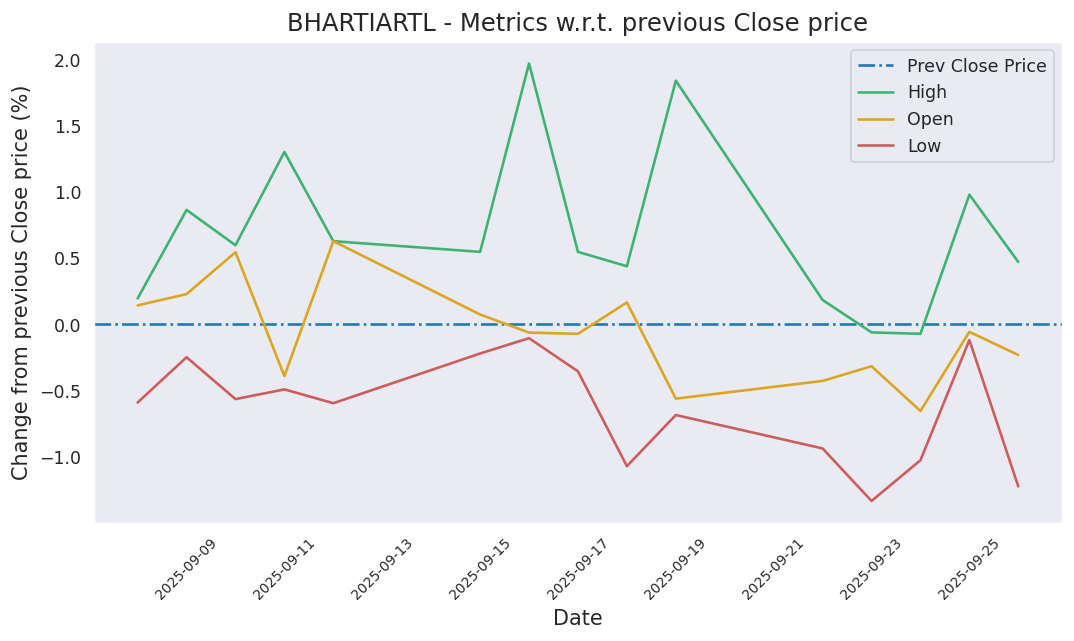 BHARTIARTL - Metrics w.r.t. previous Close price
Change from previous Close price (%)
2.0
1.5
1.0
0.5
0.0
−0.5
−1.0
Prev Close Price
High
Open
Low
2025-09-09
2025-09-11
2025-09-13
2025-09-15
2025-09-17
2025-09-19
2025-09-21
2025-09-23
2025-09-25
Date